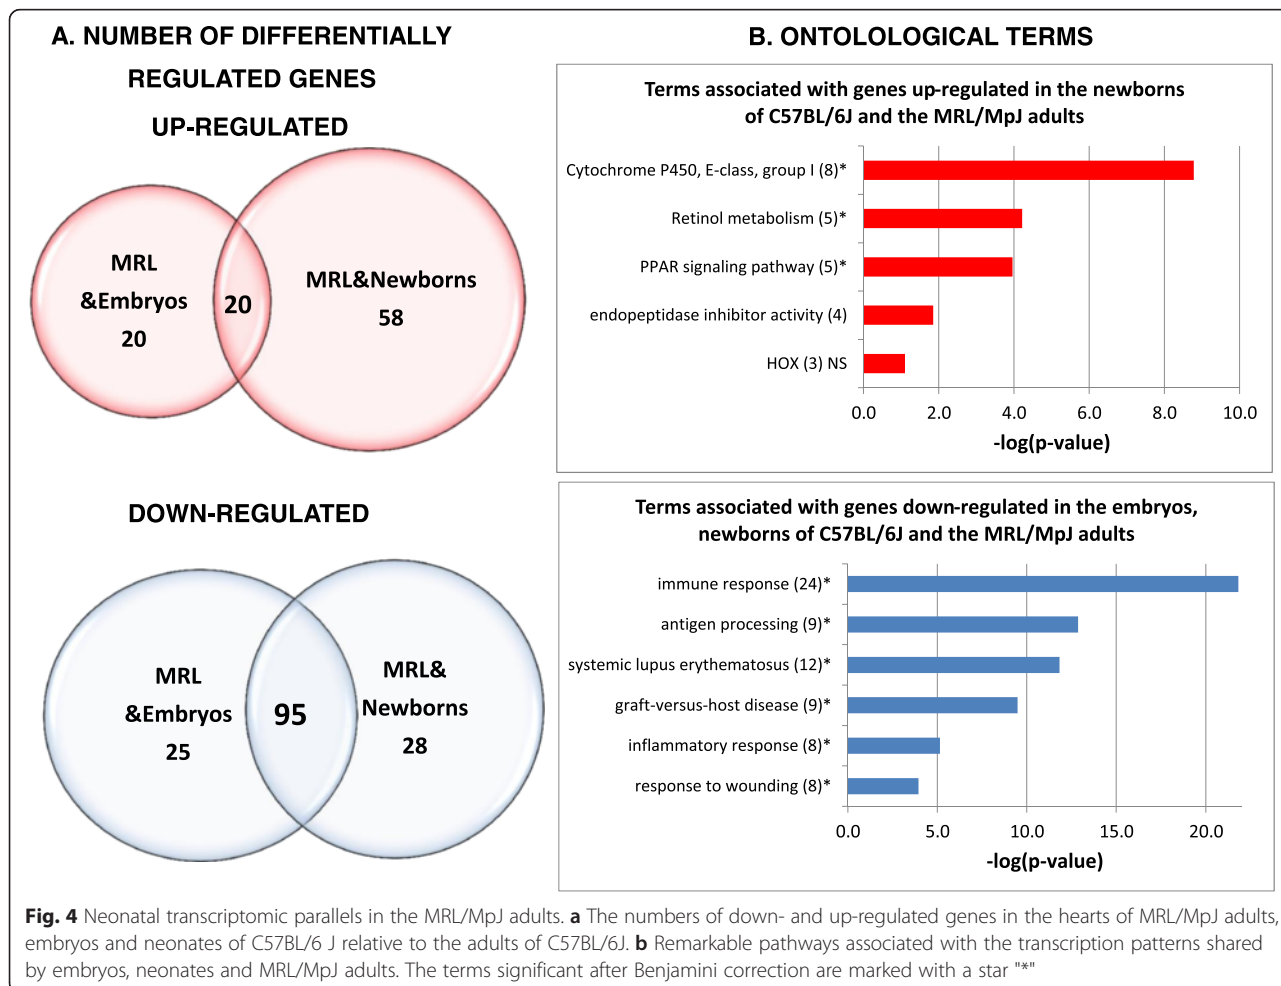 A. NUMBER OF DIFFERENTIALLY
REGULATED GENES
UP-REGULATED
MRL
&Embryos
20
20
MRL&Newborns
58
DOWN-REGULATED
MRL
&Embryos
25
95
MRL&
Newborns
28
B. ONTOLOLOGICAL TERMS
Terms associated with genes up-regulated in the newborns
of C57BL/6J and the MRL/MpJ adults
Cytochrome P450, E-class, group I (8)*
Retinol metabolism (5)*
PPAR signaling pathway (5)*
endopeptidase inhibitor activity (4)
HOX (3) NS
0.0 2.0 4.0 6.0 8.0 10.0
-log(p-value)
Terms associated with genes down-regulated in the embryos,
newborns of C57BL/6J and the MRL/MpJ adults
immune response (24)*
antigen processing (9)*
systemic lupus erythematosus (12)*
graft-versus-host disease (9)*
inflammatory response (8)*
response to wounding (8)*
0.0 5.0 10.0 15.0 20.0
-log(p-value)
Fig. 4 Neonatal transcriptomic parallels in the MRL/MpJ adults. a The numbers of down- and up-regulated genes in the hearts of MRL/MpJ adults,
embryos and neonates of C57BL/6 J relative to the adults of C57BL/6J. b Remarkable pathways associated with the transcription patterns shared
by embryos, neonates and MRL/MpJ adults. The terms significant after Benjamini correction are marked with a star "*"